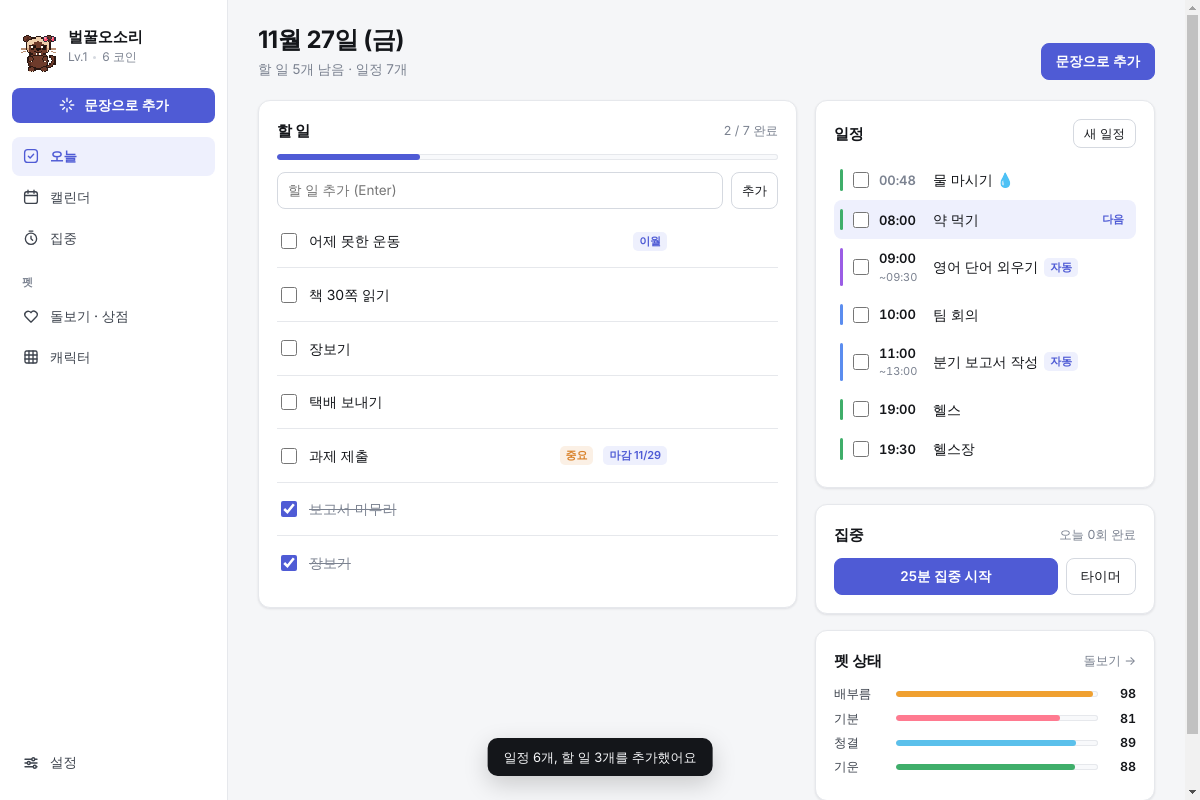 벌꿀오소리
Lv.1 · 6 코인
문장으로 추가
오늘
캘린더
집중
펫
돌보기 · 상점
캐릭터
설정
11월 27일 (금)
할 일 5개 남음 · 일정 7개
문장으로 추가
할 일
2 / 7 완료
할 일 추가 (Enter)
추가
어제 못한 운동
이월
책 30쪽 읽기
장보기
택배 보내기
과제 제출
중요
마감 11/29
보고서 마무리
장보기
일정
새 일정
00:48 물 마시기
08:00 약 먹기
다음
09:00
~09:30
영어 단어 외우기 자동
10:00 팀 회의
11:00
~13:00
분기 보고서 작성 자동
19:00 헬스
19:30 헬스장
집중
오늘 0회 완료
25분 집중 시작
타이머
펫 상태
돌보기 →
배부름 98
기분 81
청결 89
기운 88
일정 6개, 할 일 3개를 추가했어요